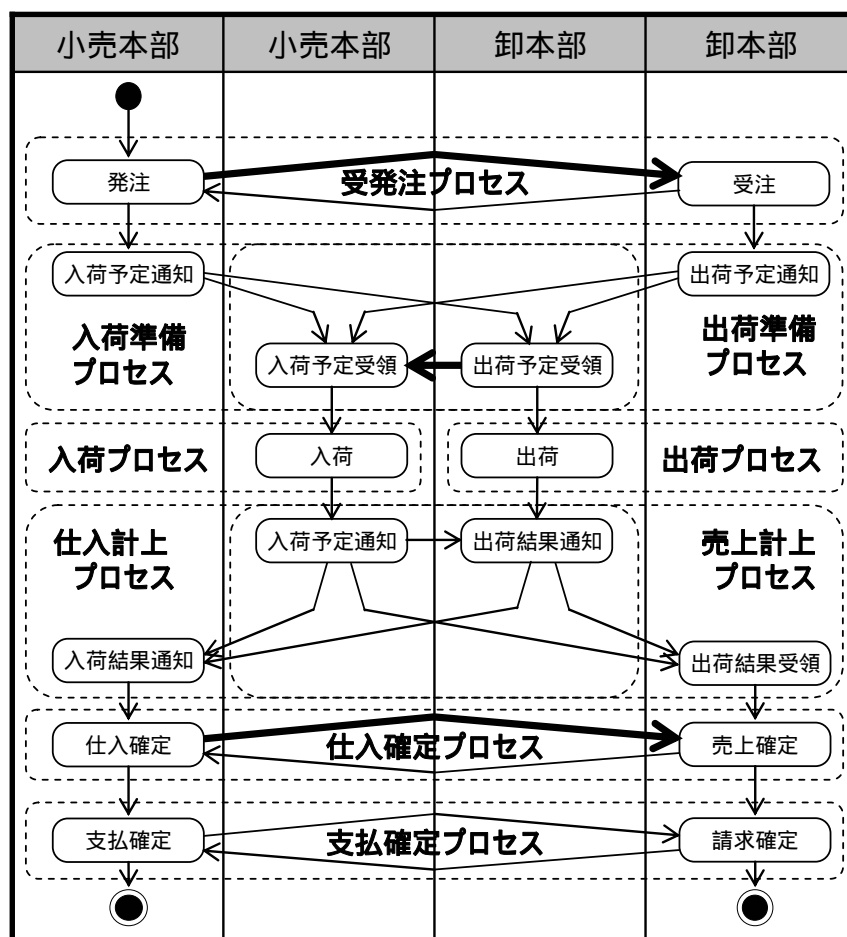 小売本部
小売本部
卸本部
卸本部
発注
受発注プロセス
受注
入荷予定通知
出荷予定通知
入荷準備
プロセス
出荷準備
プロセス
入荷予定受領
出荷予定受領
入荷プロセス
入荷
出荷
出荷プロセス
仕入計上
プロセス
入荷予定通知
出荷結果通知
売上計上
プロセス
入荷結果通知
出荷結果受領
仕入確定
仕入確定プロセス
売上確定
支払確定
支払確定プロセス
請求確定